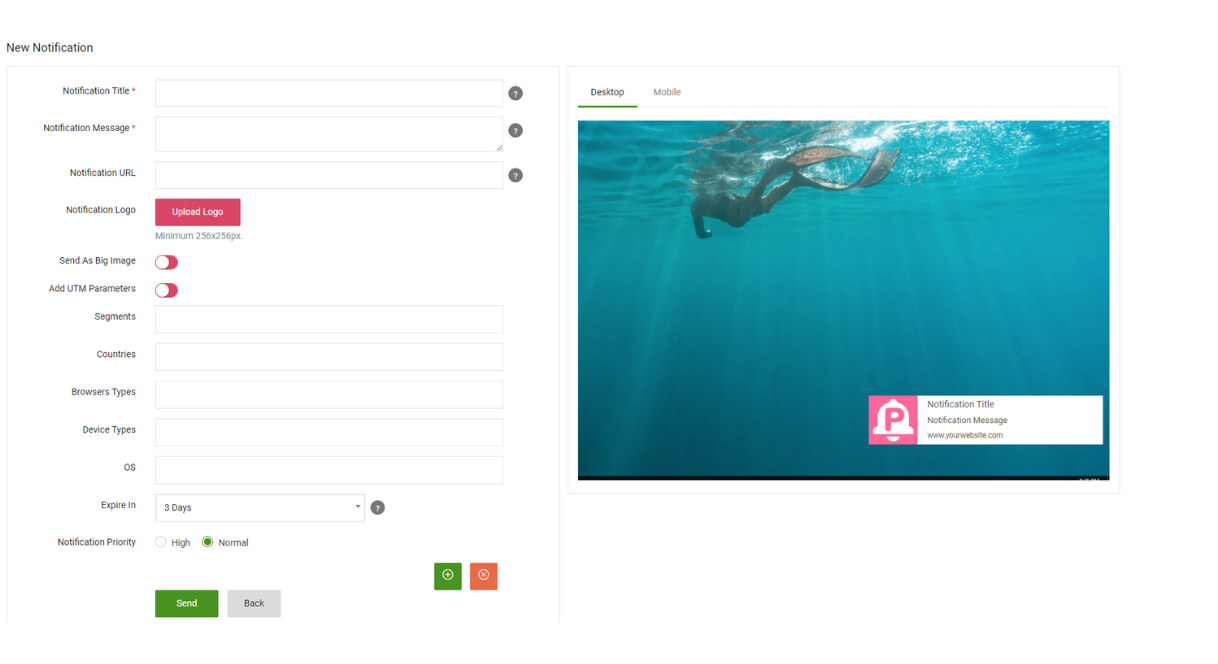 New Notification
Notification Title *
?
Notification Message *
?
Notification URL
?
Notification Logo
Upload Logo
Minimum 256x256px.
Send As Big Image
Add UTM Parameters
Segments
Countries
Browsers Types
Device Types
OS
Expire In
3 Days
?
Notification Priority
High
Normal
Send
Back
Desktop
Mobile
P
Notification Title
Notification Message
www.yourwebsite.com